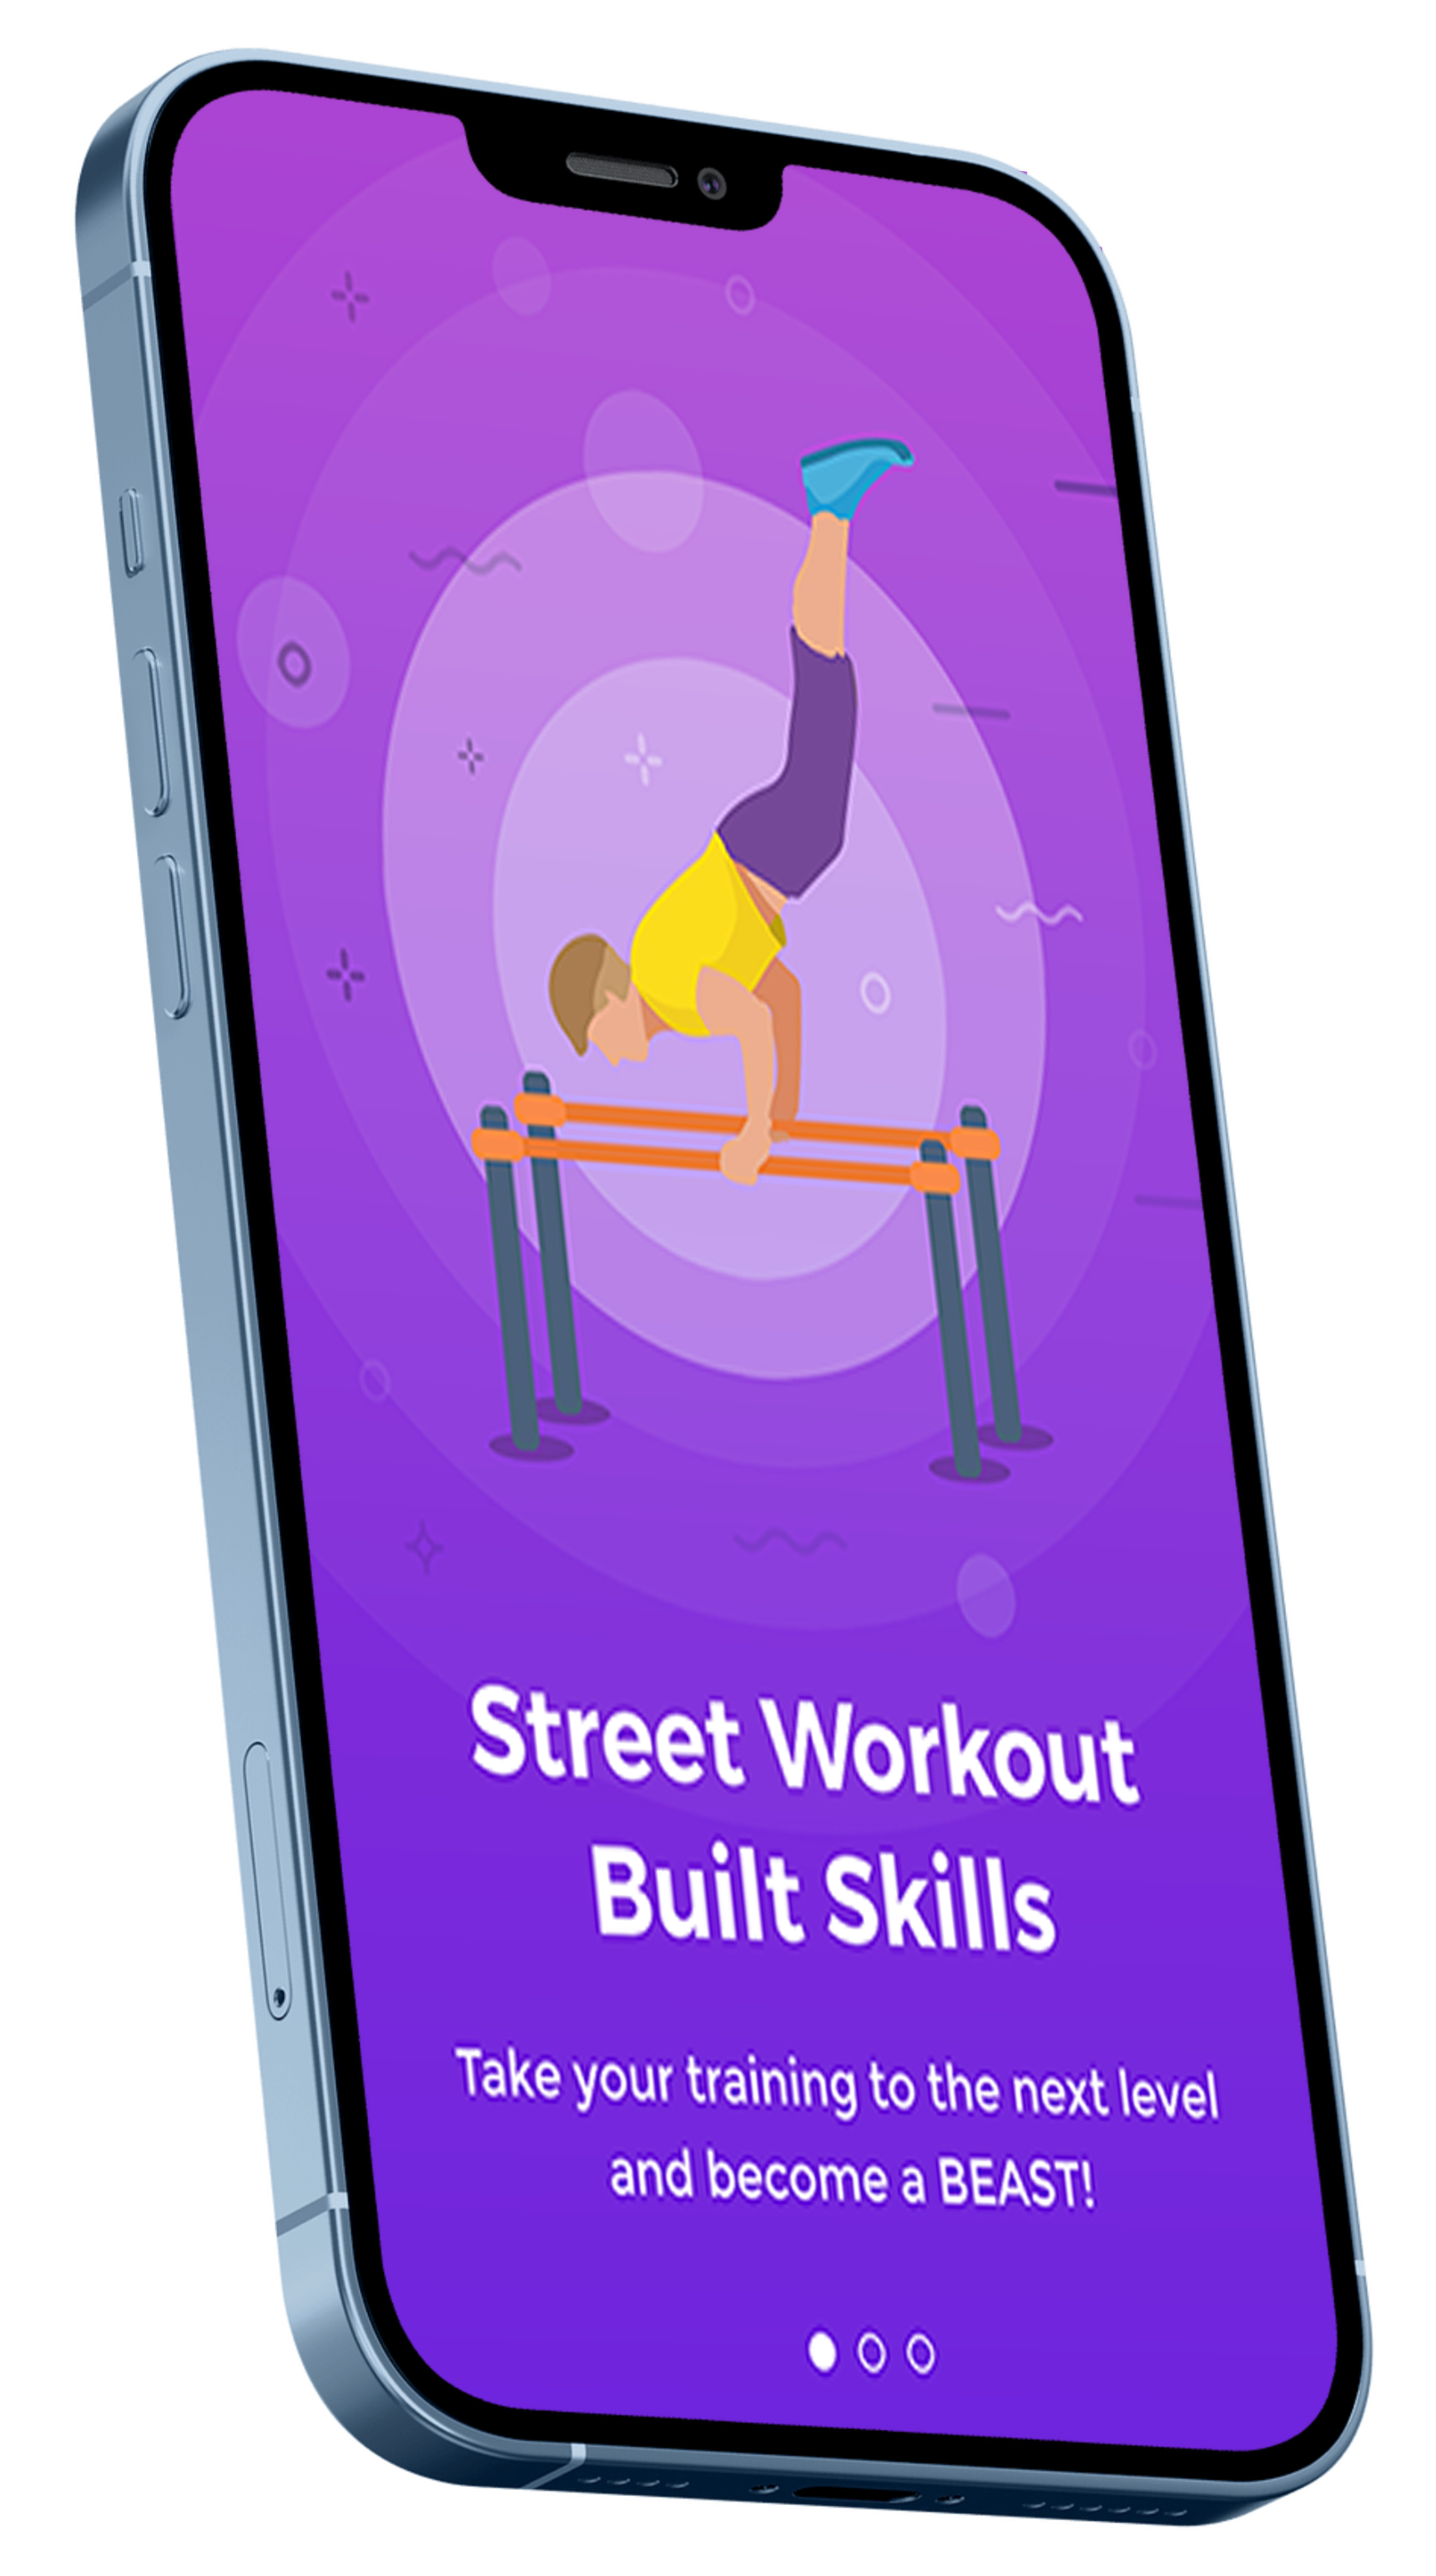 Street Workout
Built Skills
Take your training to the next level
and become a BEAST!